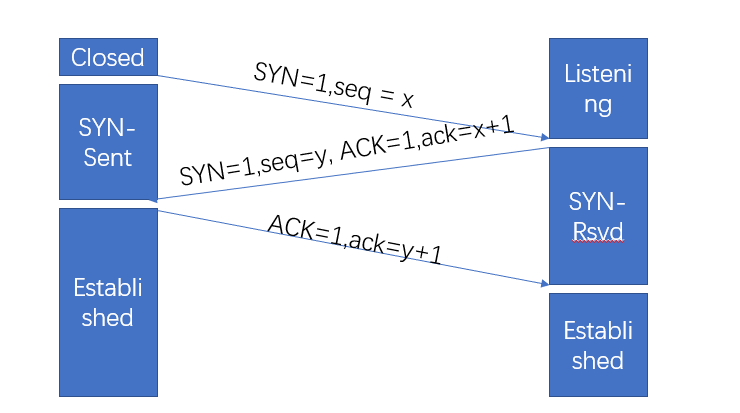 Closed
SYN=1,seq = x
Listeni
ng
SYN-
Sent
SYN=1,seq=y, ACK=1,ack=x+1
SYN-
Rsvd
ACK=1,ack=y+1
Establi
shed
Establi
shed